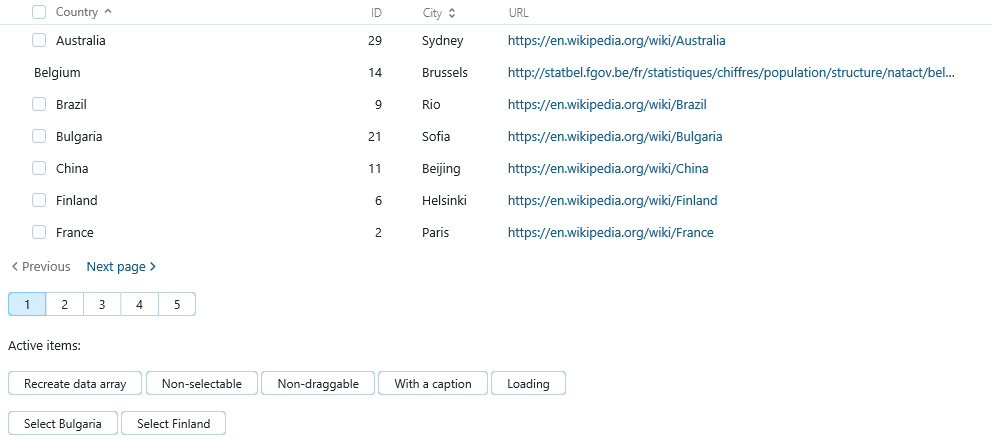 Country ID City URL
Australia 29 Sydney https://en.wikipedia.org/wiki/Australia
Belgium 14 Brussels http://statbel.fgov.be/fr/statistiques/chiffres/population/structure/natact/bel...
Brazil 9 Rio https://en.wikipedia.org/wiki/Brazil
Bulgaria 21 Sofia https://en.wikipedia.org/wiki/Bulgaria
China 11 Beijing https://en.wikipedia.org/wiki/China
Finland 6 Helsinki https://en.wikipedia.org/wiki/Finland
France 2 Paris https://en.wikipedia.org/wiki/France
Previous Next page
1 2 3 4 5
Active items:
Recreate data array Non-selectable Non-draggable With a caption Loading
Select Bulgaria Select Finland